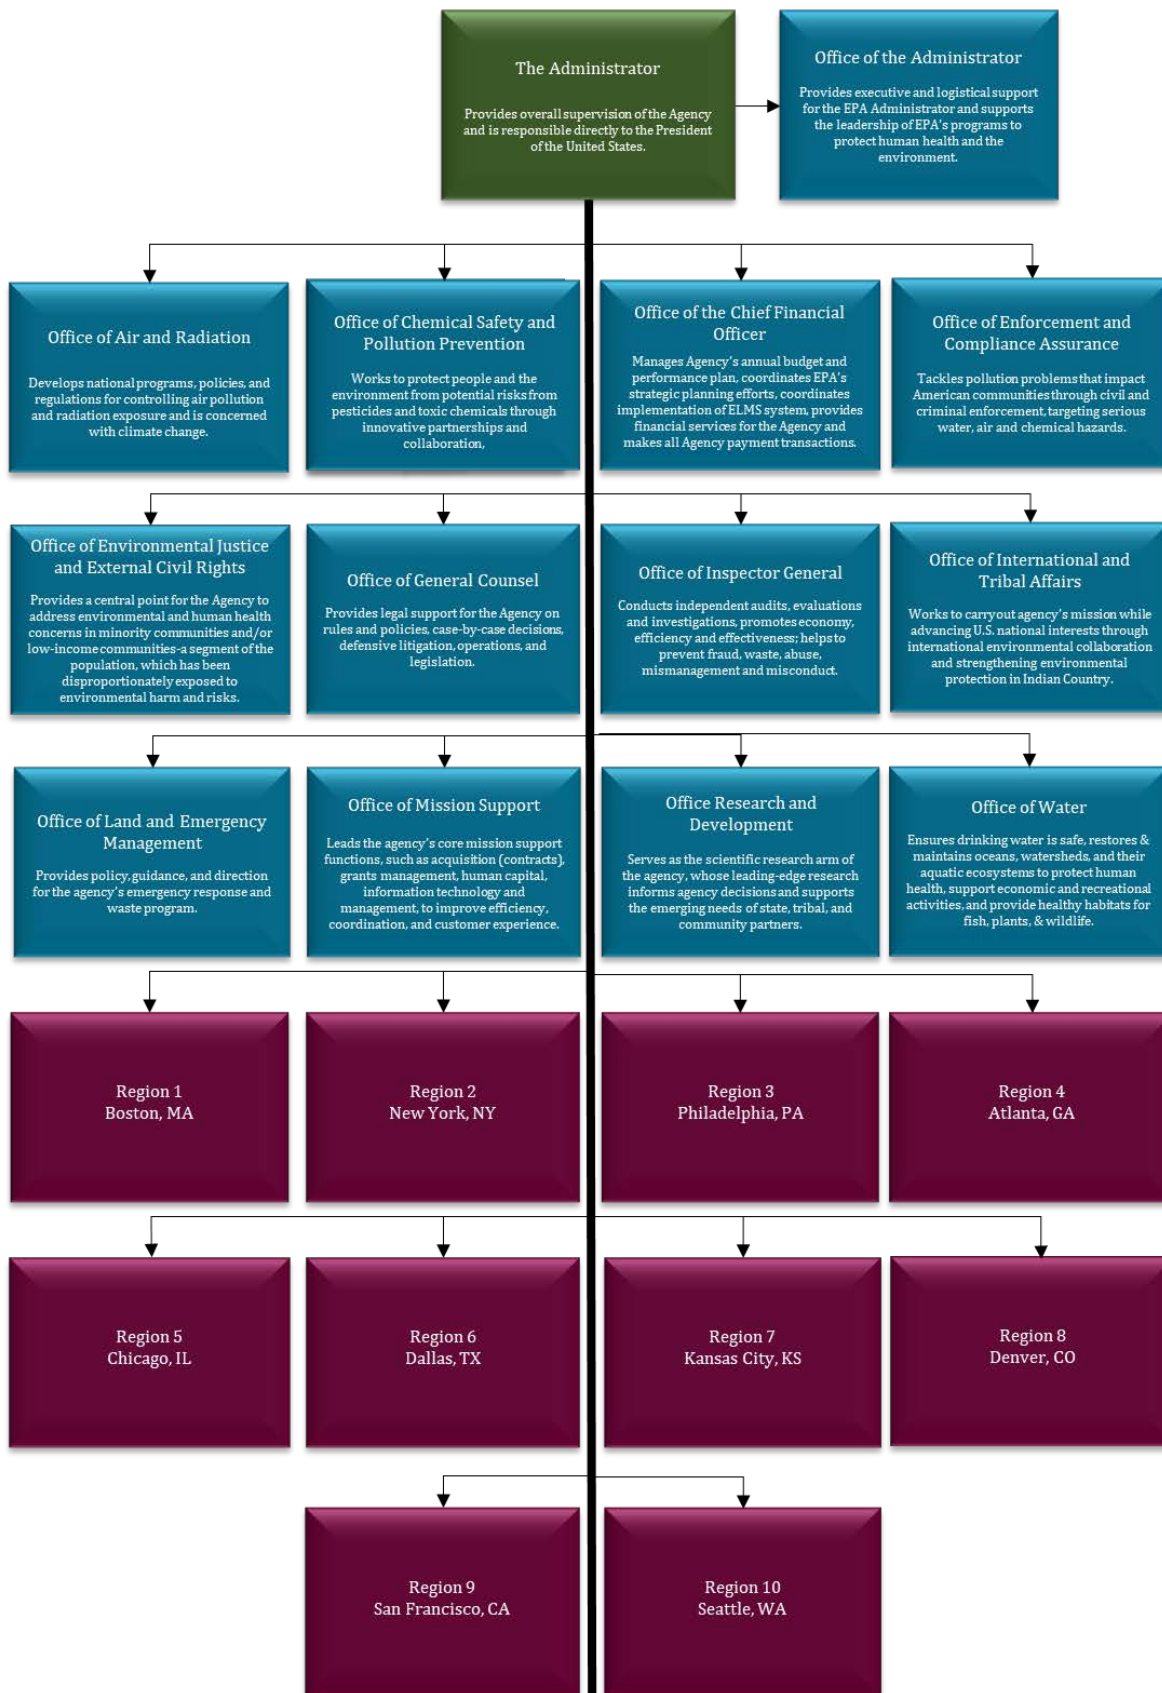 The Administrator
Provides overall supervision of the Agency
and is responsible directly to the President
of the United States.
Office of the Administrator
Provides executive and logistical support
for the EPA Administrator and supports
the leadership of EPA's programs to
protect human health and the
environment.
Office of Air and Radiation
Develops national programs, policies, and
regulations for controlling air pollution
and radiation exposure and is concerned
with climate change.
Office of Chemical Safety and
Pollution Prevention
Works to protect people and the
environment from potential risks from
pesticides and toxic chemicals through
innovative partnerships and
collaboration,
Office of the Chief Financial
Officer
Manages Agency's annual budget and
performance plan, coordinates EPA's
strategic planning efforts, coordinates
implementation of ELMS system, provides
financial services for the Agency and
makes all Agency payment transactions.
Office of Enforcement and
Compliance Assurance
Tackles pollution problems that impact
American communities through civil and
criminal enforcement, targeting serious
water, air and chemical hazards.
Office of Environmental Justice
and External Civil Rights
Provides a central point for the Agency to
address environmental and human health
concerns in minority communities and/or
low-income communities-a segment of the
population, which has been
disproportionately exposed to
environmental harm and risks.
Office of General Counsel
Provides legal support for the Agency on
rules and policies, case-by-case decisions,
defensive litigation, operations, and
legislation.
Office of Inspector General
Conducts independent audits, evaluations
and investigations, promotes economy,
efficiency and effectiveness; helps to
prevent fraud, waste, abuse,
mismanagement and misconduct.
Office of International and
Tribal Affairs
Works to carryout agency's mission while
advancing U.S. national interests through
international environmental collaboration
and strengthening environmental
protection in Indian Country.
Office of Land and Emergency
Management
Provides policy, guidance, and direction
for the agency's emergency response and
waste program.
Office of Mission Support
Leads the agency's core mission support
functions, such as acquisition (contracts),
grants management, human capital,
information technology and
management, to improve efficiency,
coordination, and customer experience.
Office Research and
Development
Serves as the scientific research arm of
the agency, whose leading-edge research
informs agency decisions and supports
the emerging needs of state, tribal, and
community partners.
Office of Water
Ensures drinking water is safe, restores &
maintains oceans, watersheds, and their
aquatic ecosystems to protect human
health, support economic and recreational
activities, and provide healthy habitats for
fish, plants, & wildlife.
Region 1
Boston, MA
Region 2
New York, NY
Region 3
Philadelphia, PA
Region 4
Atlanta, GA
Region 5
Chicago, IL
Region 6
Dallas, TX
Region 7
Kansas City, KS
Region 8
Denver, CO
Region 9
San Francisco, CA
Region 10
Seattle, WA